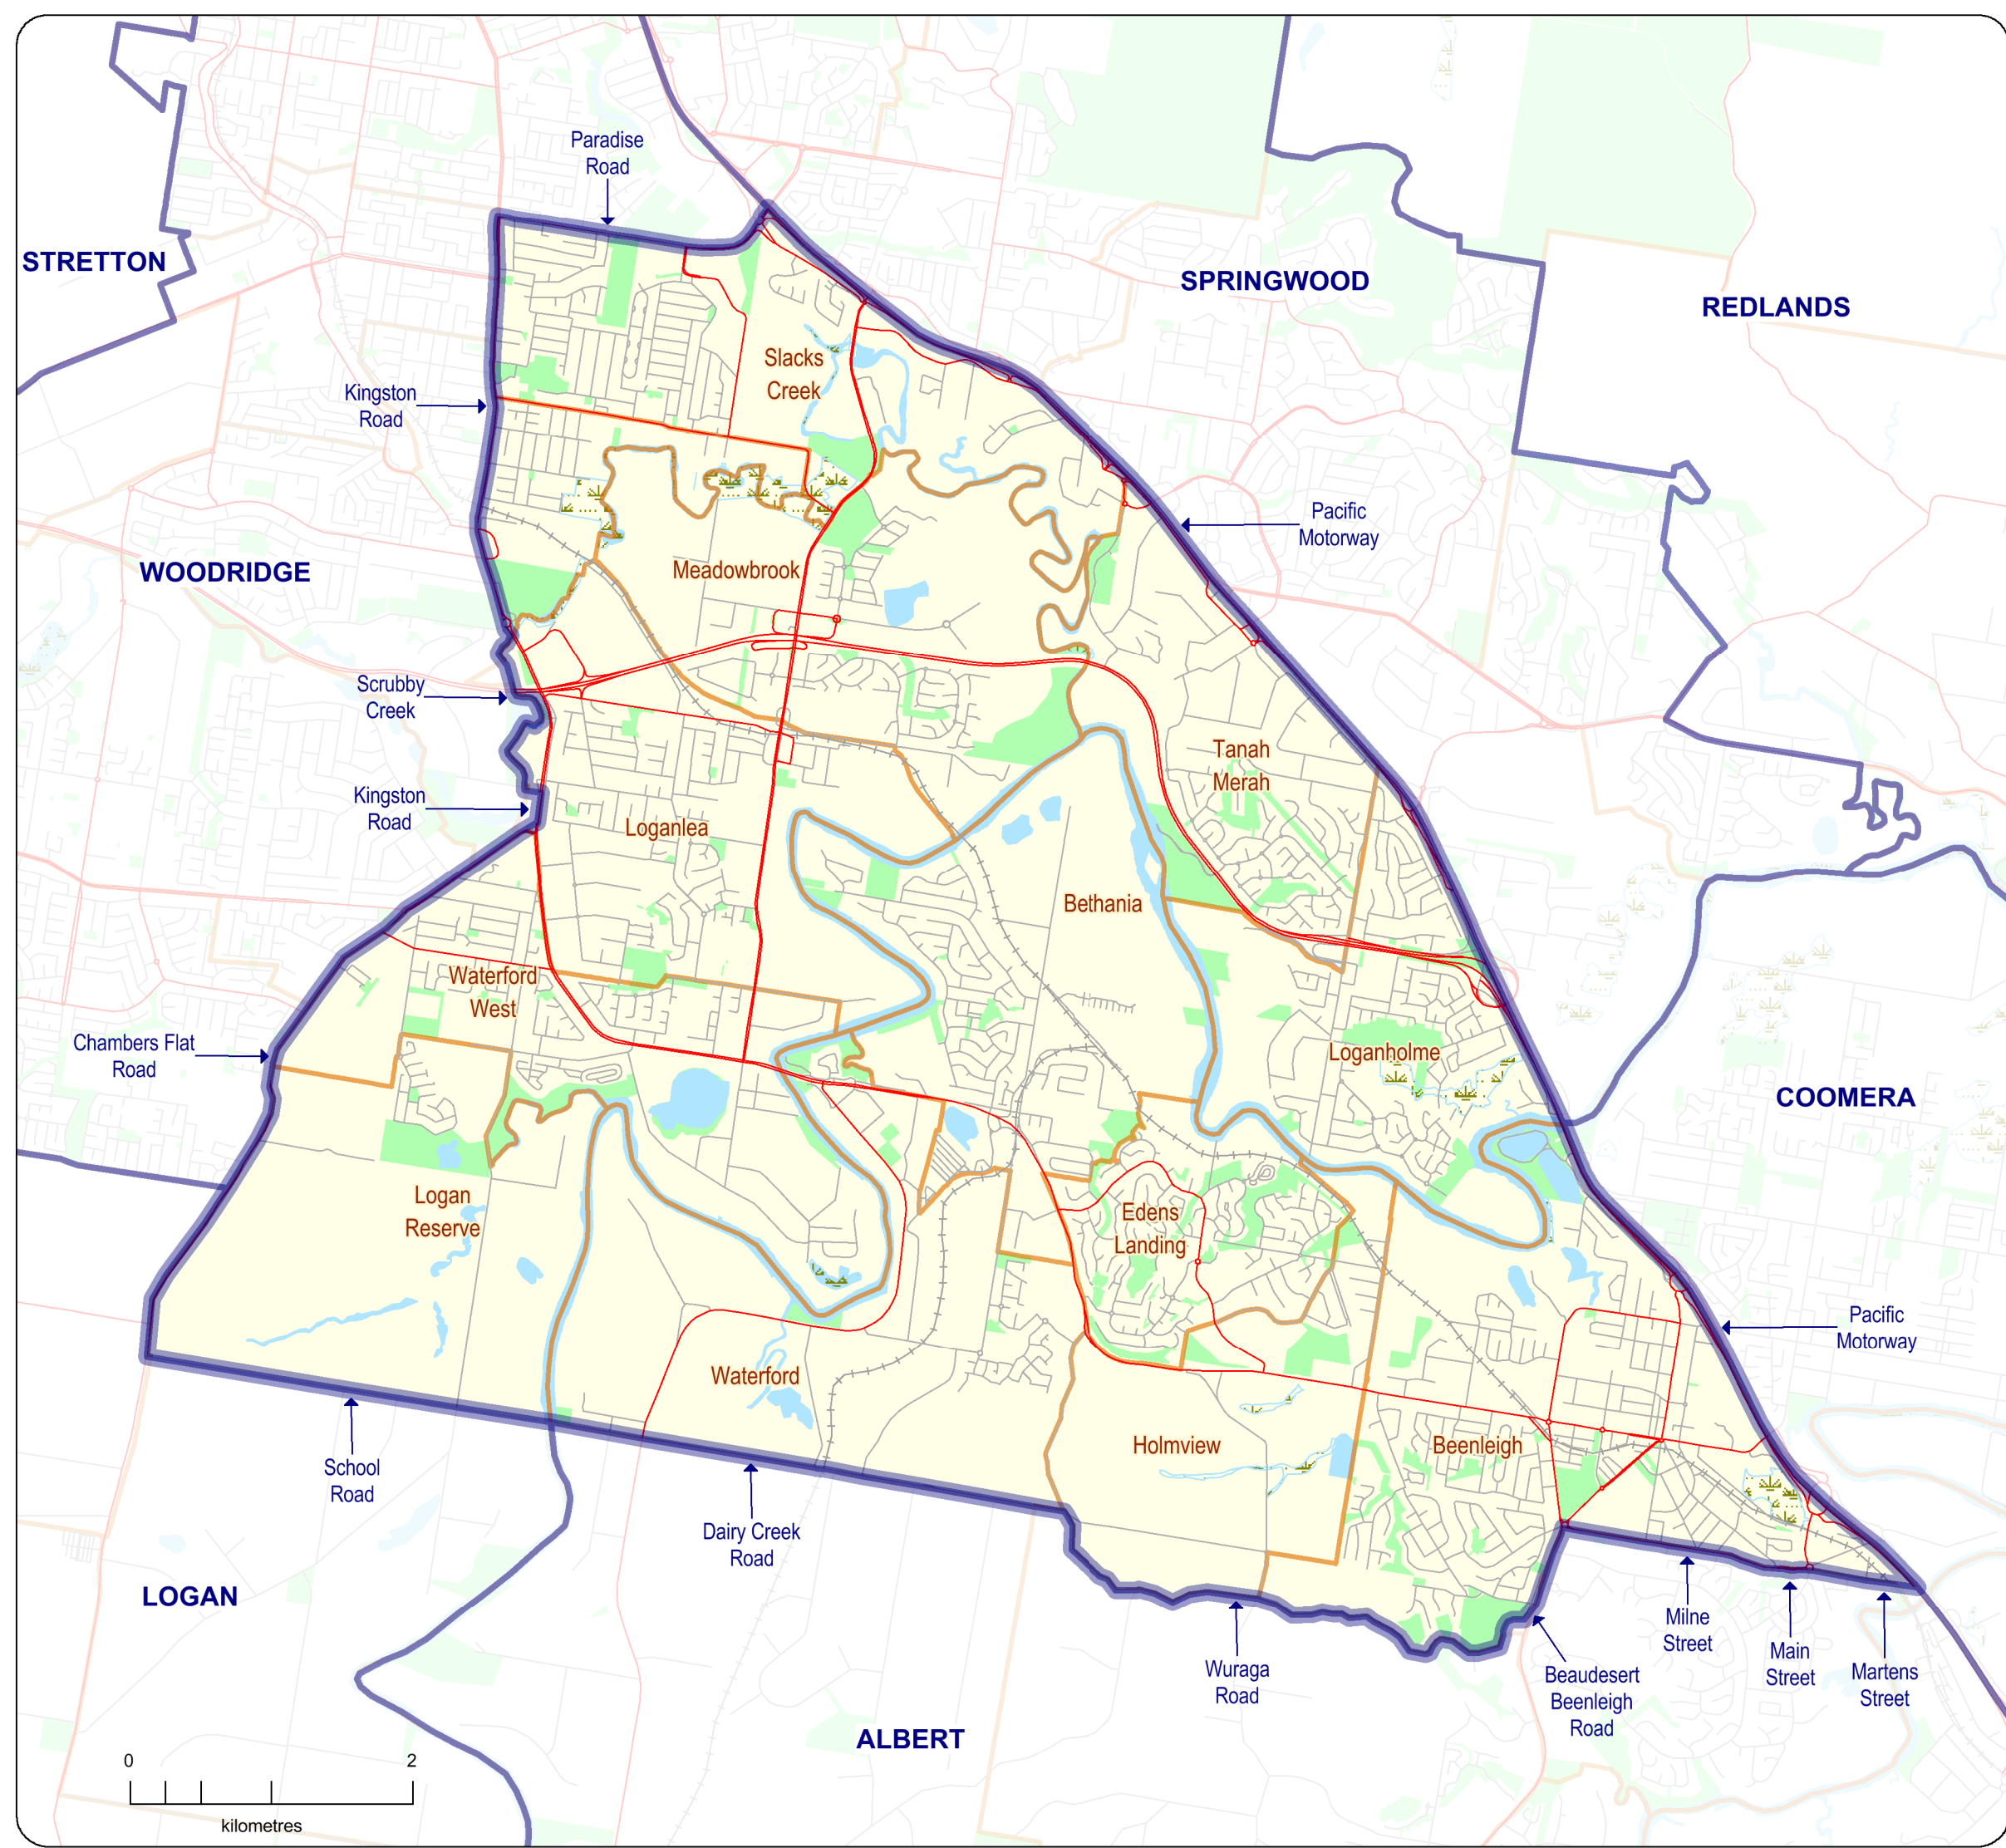 Paradise
Road
STRETTON
SPRINGWOOD
REDLANDS
Slacks
Creek
Kingston
Road
Pacific
Motorway
WOODRIDGE
Meadowbrook
Scrubby
Creek
Tanah
Merah
Kingston
Road
Loganlea
Bethania
Waterford
West
Chambers Flat
Road
Loganholme
COOMERA
Logan
Reserve
Edens
Landing
Pacific
Motorway
Waterford
Holmview
Beenleigh
School
Road
Dairy Creek
Road
LOGAN
Milne
Street
Main
Street
Martens
Street
Wuraga
Road
Beaudesert
Beenleigh
Road
ALBERT
0 2
kilometres